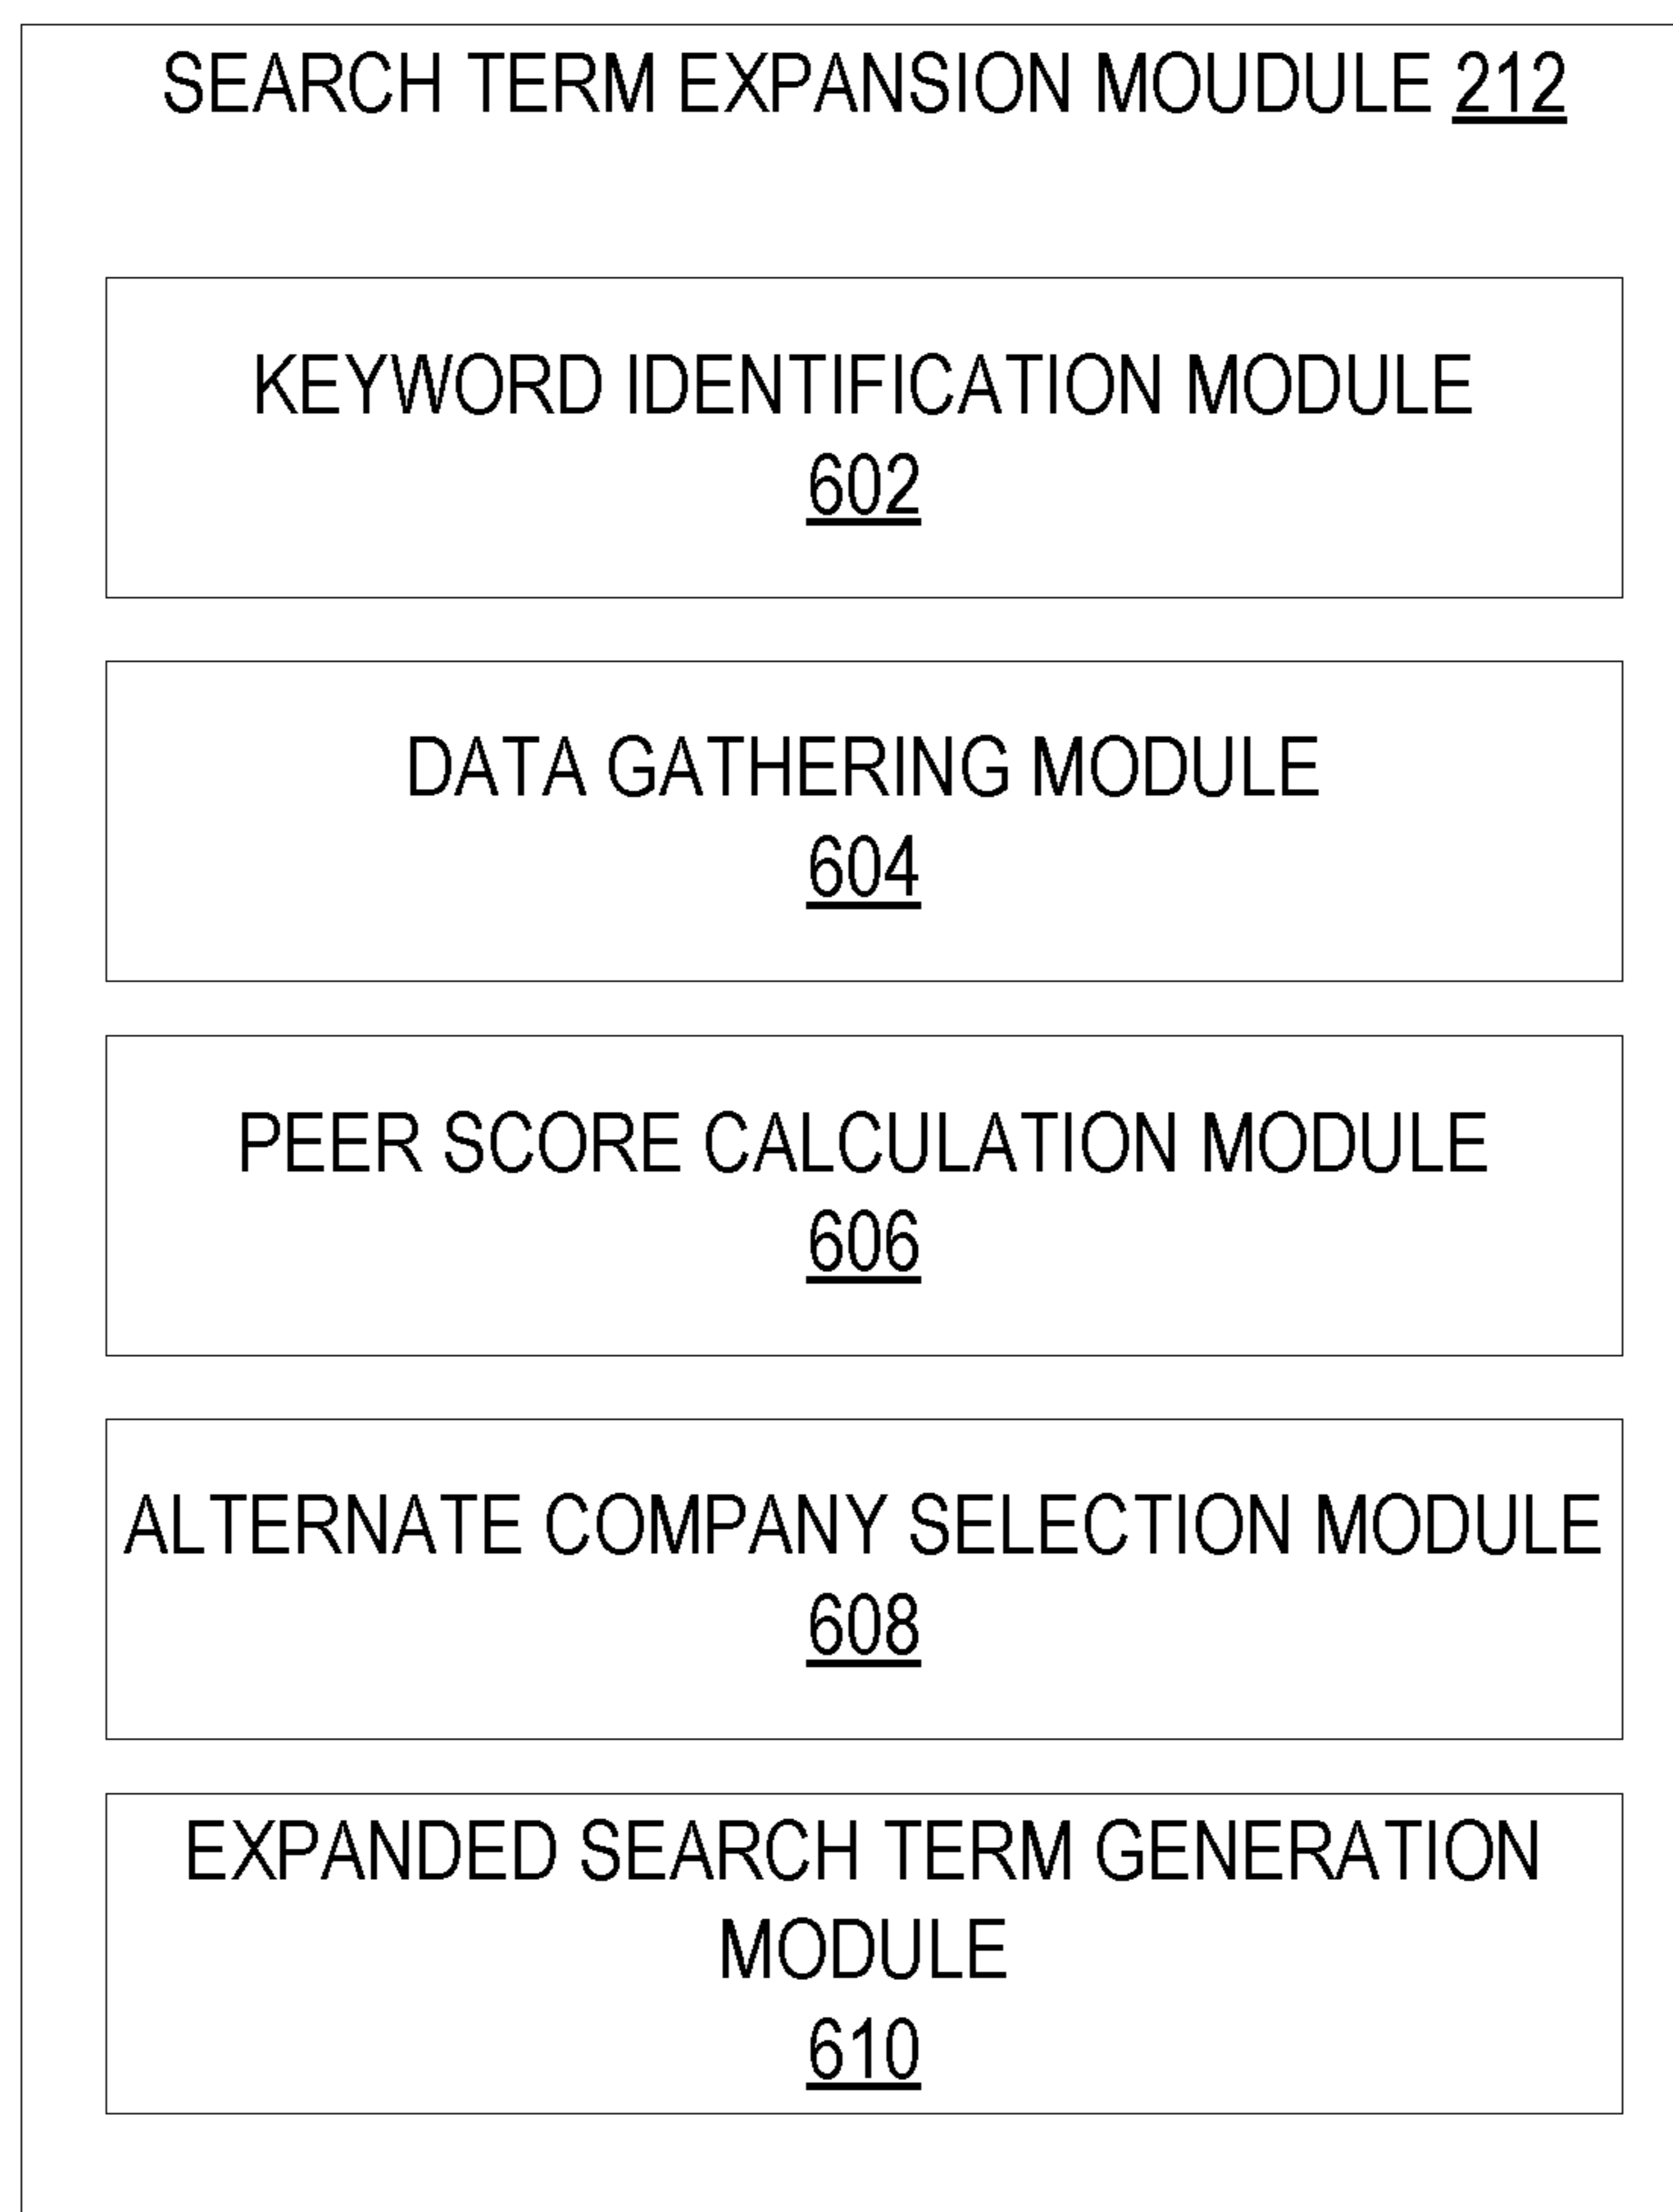 SEARCH TERM EXPANSION MOUDULE 212
KEYWORD IDENTIFICATION MODULE
602
DATA GATHERING MODULE
604
PEER SCORE CALCULATION MODULE
606
ALTERNATE COMPANY SELECTION MODULE
608
EXPANDED SEARCH TERM GENERATION
MODULE
610